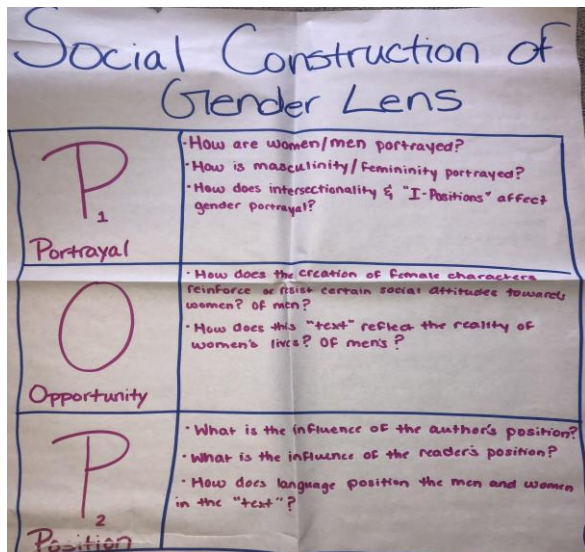 Social Construction of
Gender Lens
P1
Portrayal
• How are women/men portrayed?
• How is masculinity/femininity portrayed?
• How does intersectionality & "I-Positions" affect
gender portrayal?
O
Opportunity
• How does the creation of female characters
reinforce or resist certain social attitudes towards
women? Of men?
• How does this "text" reflect the reality of
women's lives? Of men's?
P2
Position
• What is the influence of the author's position?
• What is the influence of the reader's position?
• How does language position the men and women
in the "text"?